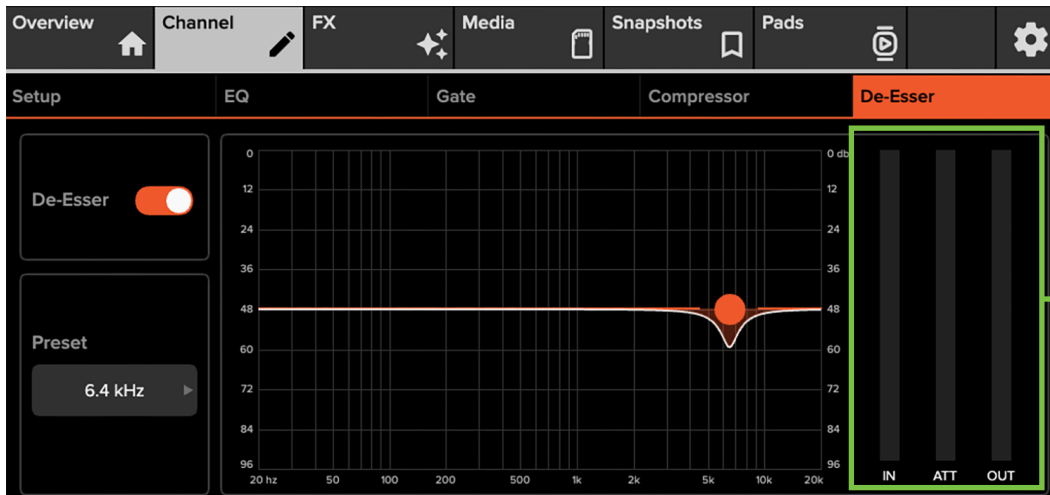 Overview Channel FX Media Snapshots Pads
Setup EQ Gate Compressor De-Esser
De-Esser
Preset
6.4 kHz
0 0 db
12 12
24 24
36 36
48 48
60 60
72 72
84 84
96 96
20 hz 50 100 200 500 1k 2k 5k 10k 20k
IN ATT OUT